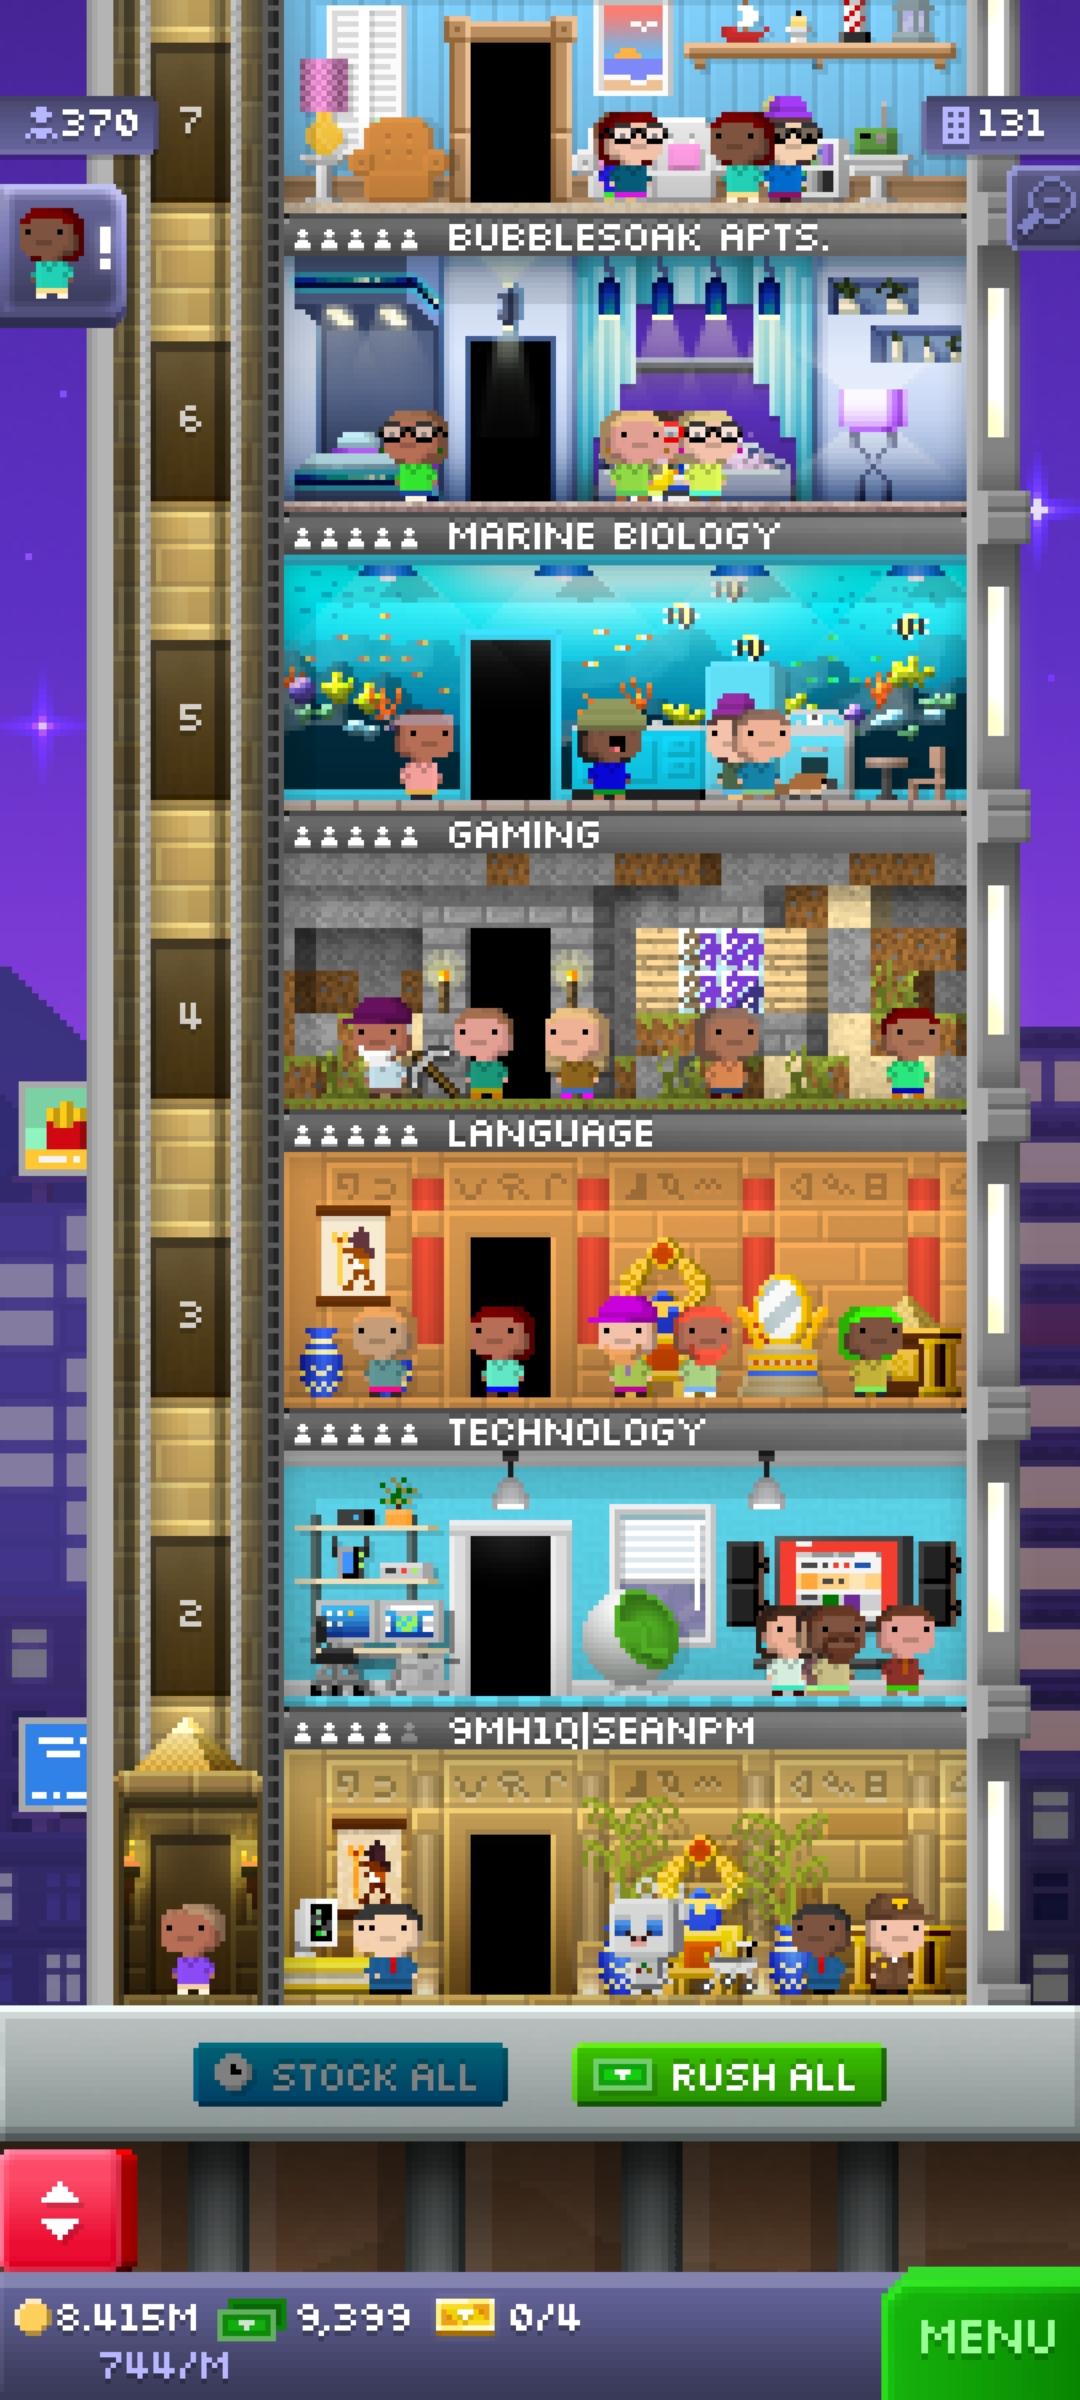 370
7
131
!
BUBBLESOAK APTS.
6
MARINE BIOLOGY
5
GAMING
4
LANGUAGE
3
TECHNOLOGY
2
9MH1Q|SEANPM
STOCK ALL
RUSH ALL
8.415M
9,399
0/4
744/M
MENU